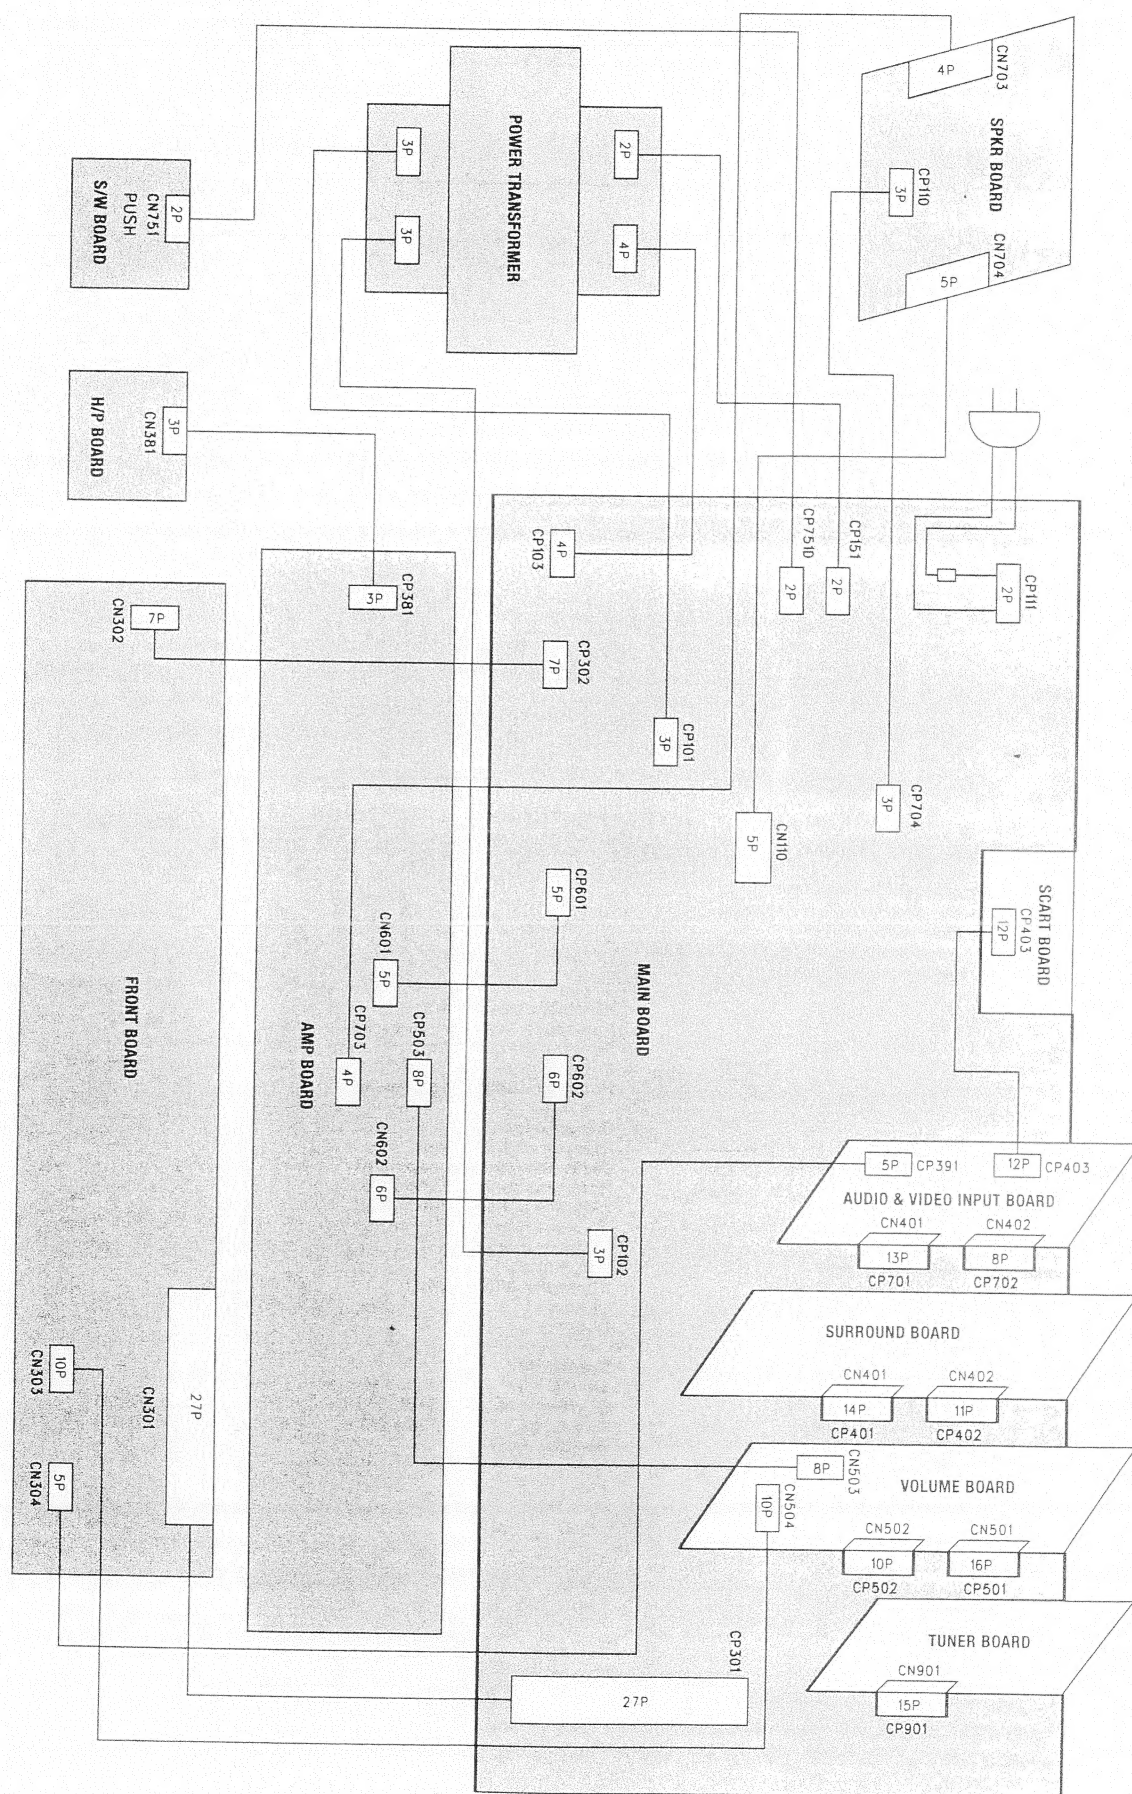 CN703
4P
SPKR BOARD
CP110
3P
CN704
5P
POWER TRANSFORMER
2P
4P
3P
3P
2P
CN751
PUSH
S/W BOARD
3P
CN381
H/P BOARD
CP111
2P
CP151
2P
CP751D
2P
4P
CP103
CP302
7P
CP101
3P
CP704
3P
CN110
5P
CP601
5P
MAIN BOARD
CP602
6P
CP102
3P
CP301
27P
SCART BOARD
CP403
12P
CP381
3P
CN601
5P
CP703
4P
CP503
8P
CN602
6P
AMP BOARD
7P
CN302
FRONT BOARD
27P
CN301
10P
CN303
5P
CN304
5P CP391
12P CP403
AUDIO & VIDEO INPUT BOARD
CN401 CN402
13P 8P
CP701 CP702
SURROUND BOARD
CN401 CN402
14P 11P
CP401 CP402
8P
CN503
VOLUME BOARD
10P
CN504
CN502 CN501
10P 16P
CP502 CP501
TUNER BOARD
CN901
15P
CP901